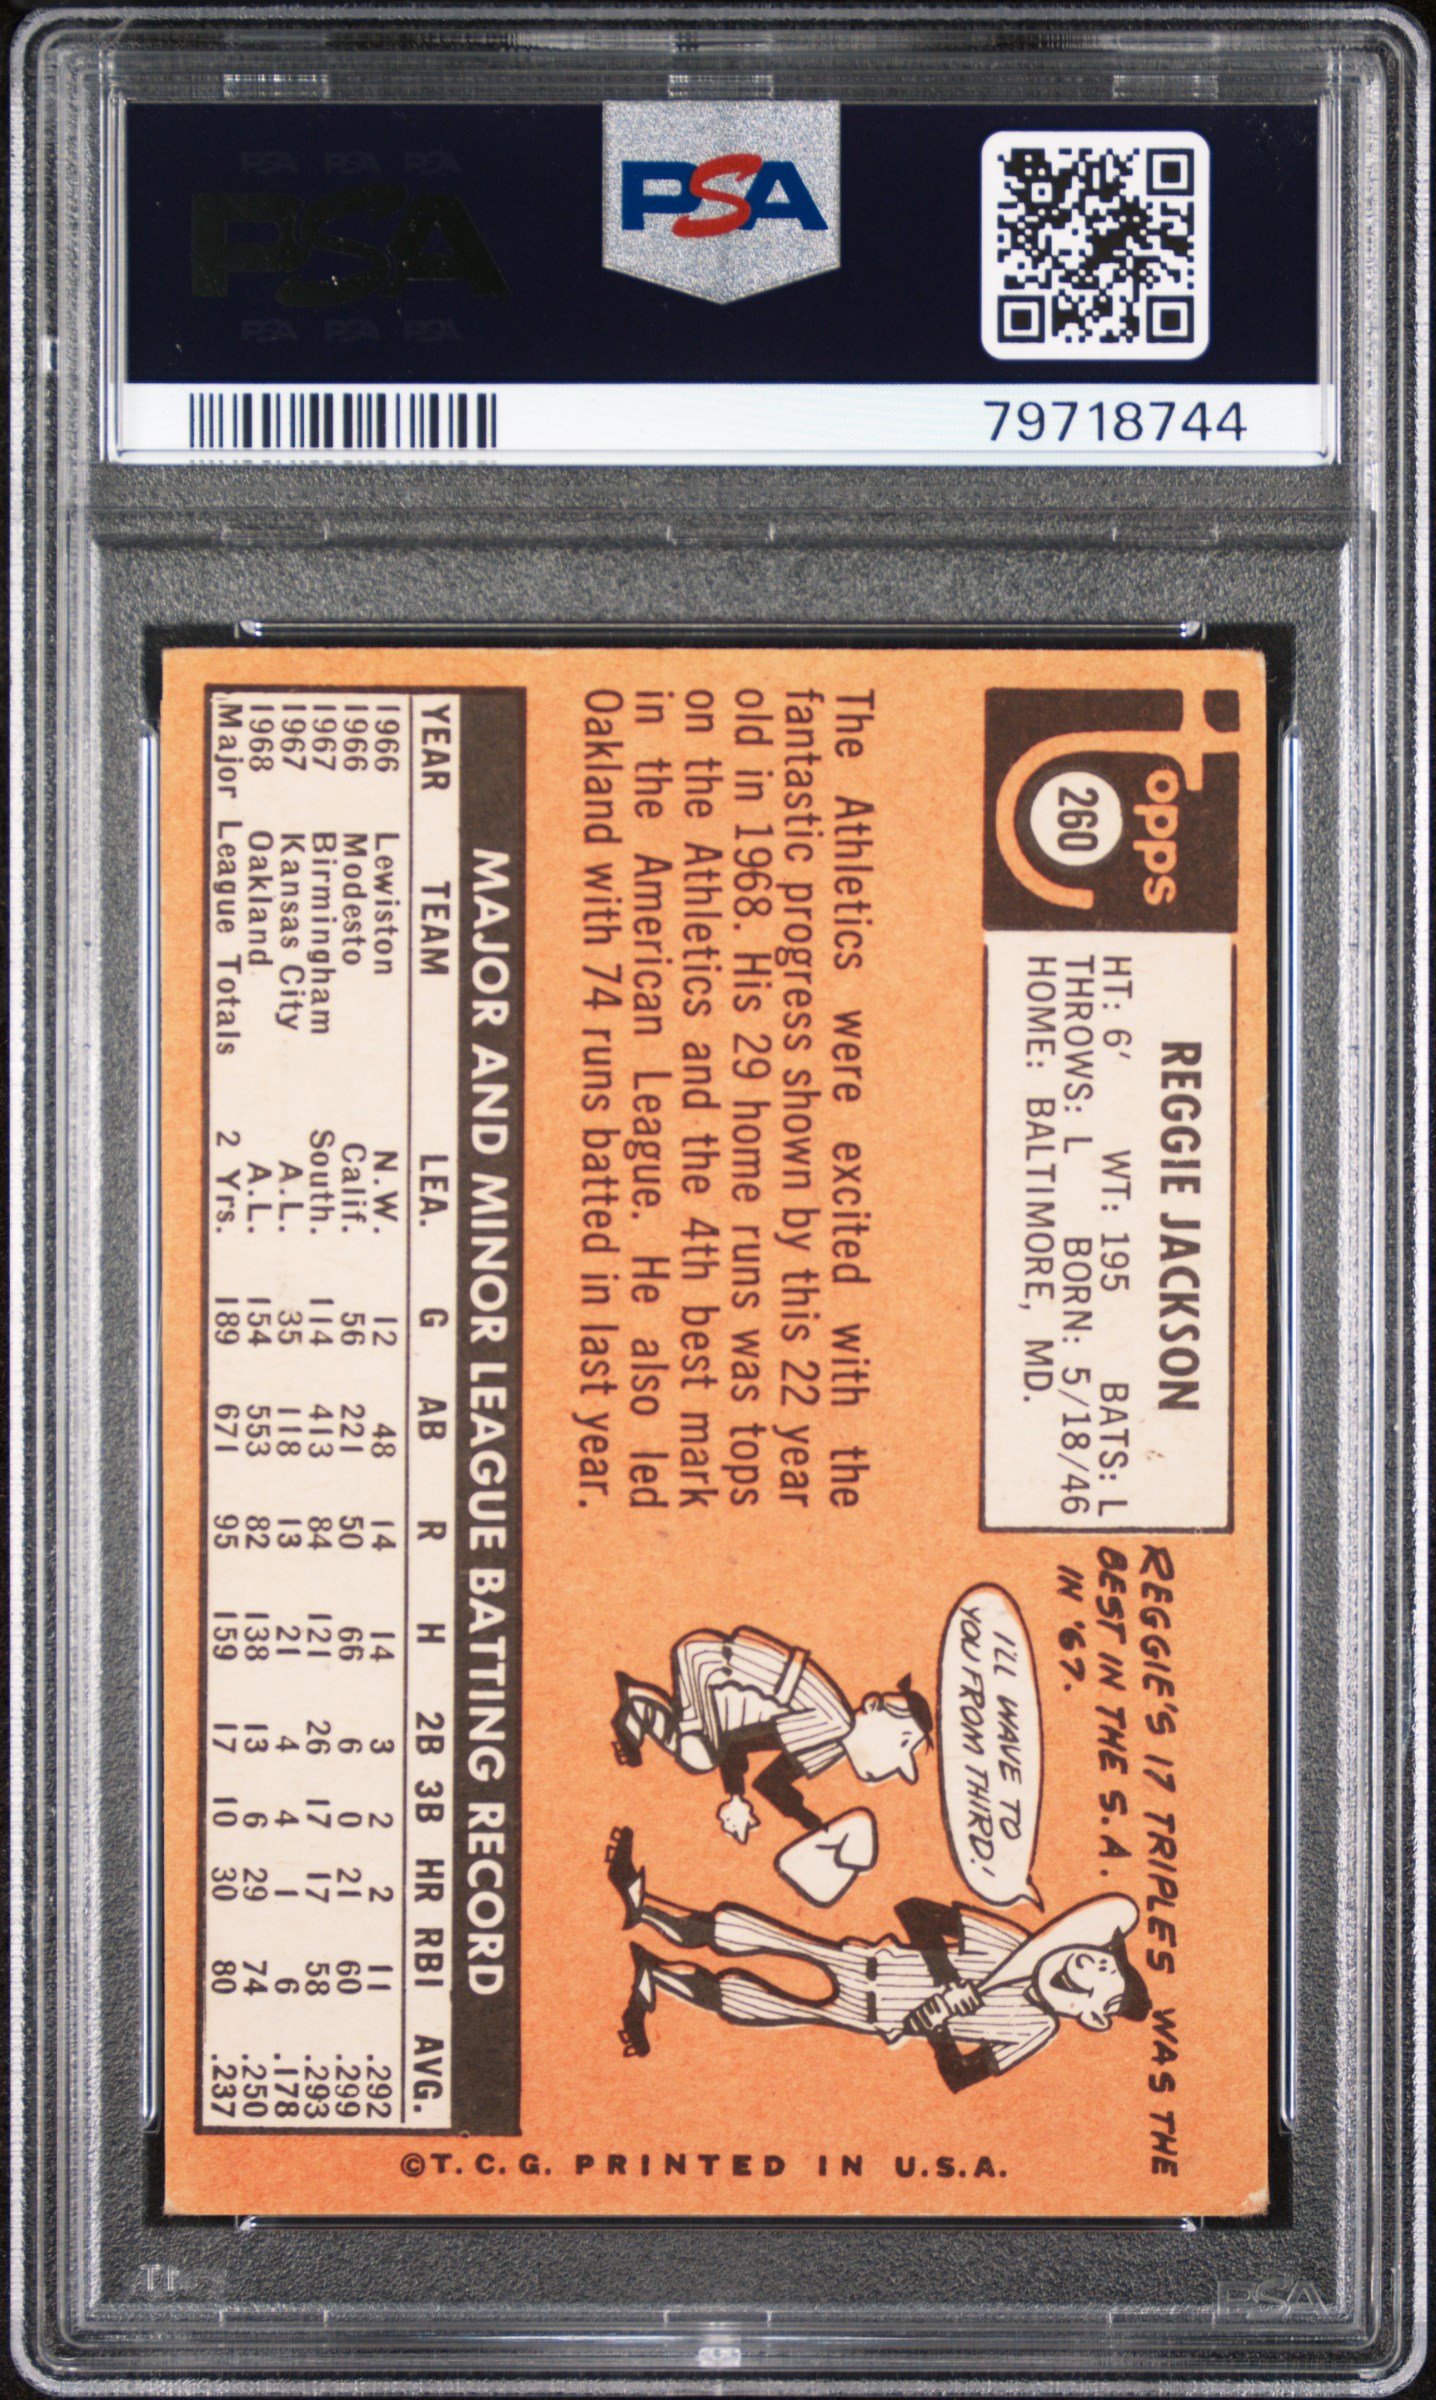 PSA PSA PSA
PSA
PSA PSA PSA
PSA
79718744
Topps
260
REGGIE JACKSON
HT: 6' WT: 195 BATS: L
THROWS: L BORN: 5/18/46
HOME: BALTIMORE, MD.
REGGIE'S 17 TRIPLES WAS THE
BEST IN THE S.A.
IN '67.
I'LL WAVE TO
YOU FROM THIRD!
The Athletics were excited with the
fantastic progress shown by this 22 year
old in 1968. His 29 home runs was tops
on the Athletics and the 4th best mark
in the American League. He also led
Oakland with 74 runs batted in last year.
MAJOR AND MINOR LEAGUE BATTING RECORD
YEAR TEAM LEA. G AB R H 2B 3B HR RBI AVG.
1966 Lewiston N.W. 12 48 14 14 3 2 2 11 .292
1966 Modesto Calif. 56 221 50 66 6 0 21 60 .299
1967 Birmingham South. 114 413 84 121 26 17 17 58 .293
1967 Kansas City A.L. 35 118 13 21 4 4 1 6 .178
1968 Oakland A.L. 154 553 82 138 13 6 29 74 .250
Major League Totals 2 Yrs. 189 671 95 159 17 10 30 80 .237
©T.C.G. PRINTED IN U.S.A.
PSA